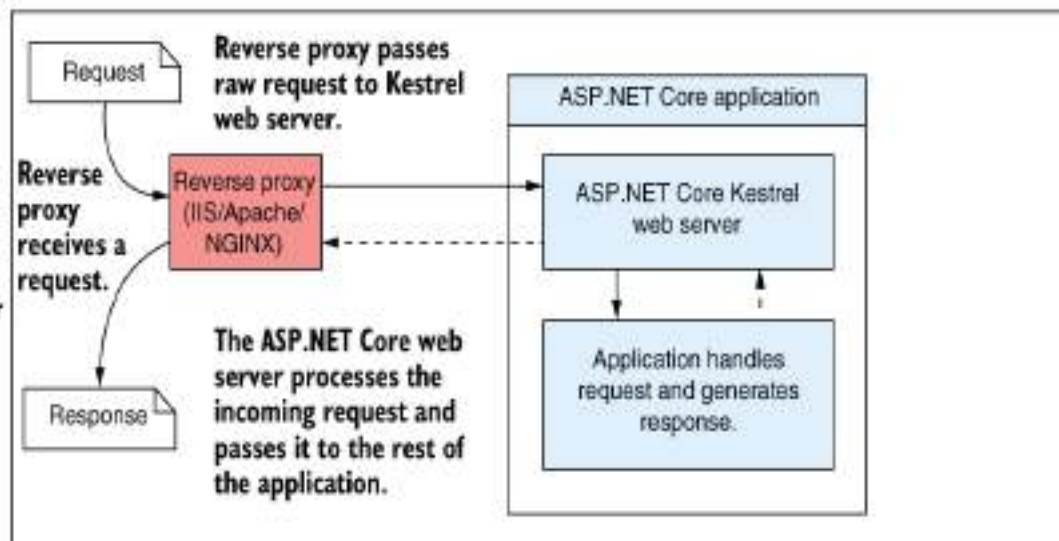 Request
Reverse proxy passes
raw request to Kestrel
web server.
ASP.NET Core application
Reverse
proxy
receives a
request.
Reverse proxy
(IIS/Apache/
NGINX)
ASP.NET Core Kestrel
web server
The ASP.NET Core web
server processes the
incoming request and
passes it to the rest of
the application.
Application handles
request and generates
response.
Response